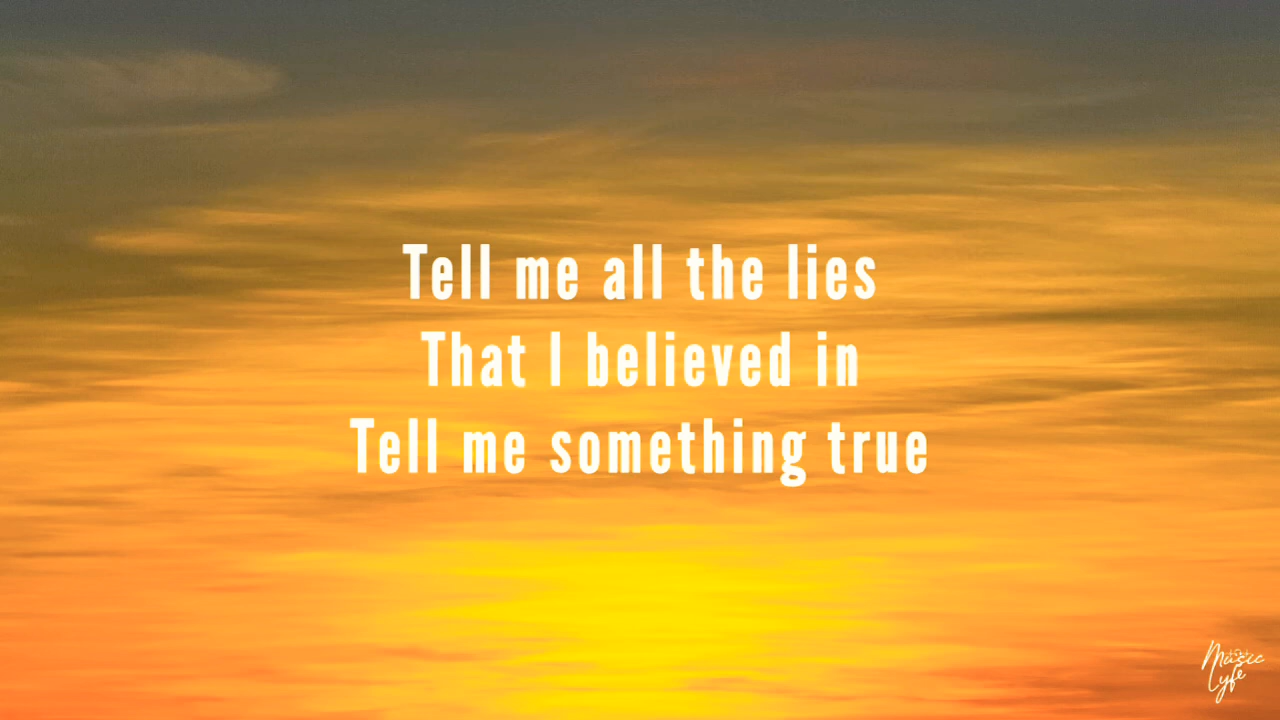 Tell me all the lies
That I believed in
Tell me something true
Music
Lyfe